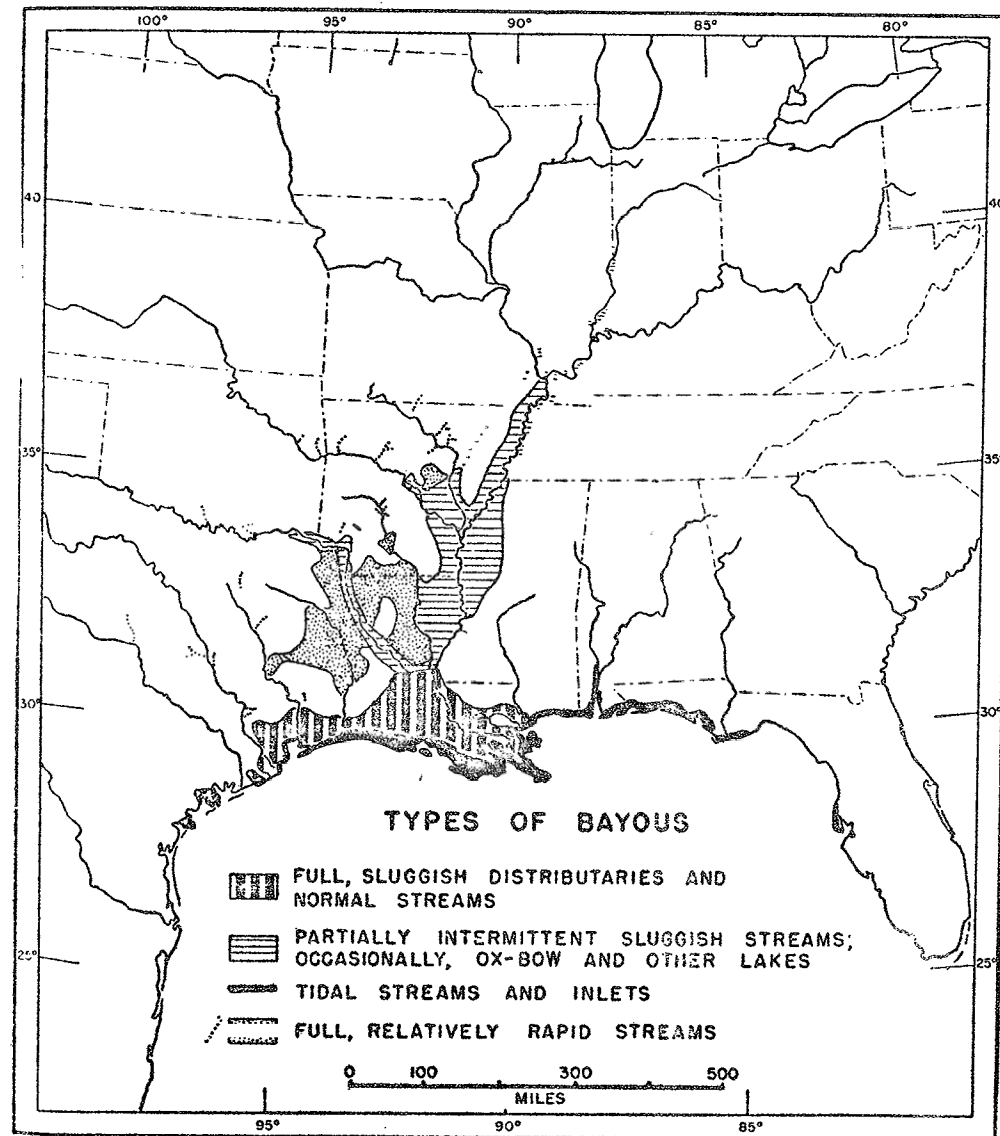 100° 95° 90° 85° 80°
40 40
35° 35°
30° 30°
25° 25°
TYPES OF BAYOUS
FULL, SLUGGISH DISTRIBUTARIES AND
NORMAL STREAMS
PARTIALLY INTERMITTENT SLUGGISH STREAMS;
OCCASIONALLY, OX-BOW AND OTHER LAKES
TIDAL STREAMS AND INLETS
FULL, RELATIVELY RAPID STREAMS
0 100 300 500
MILES
95° 90° 85°